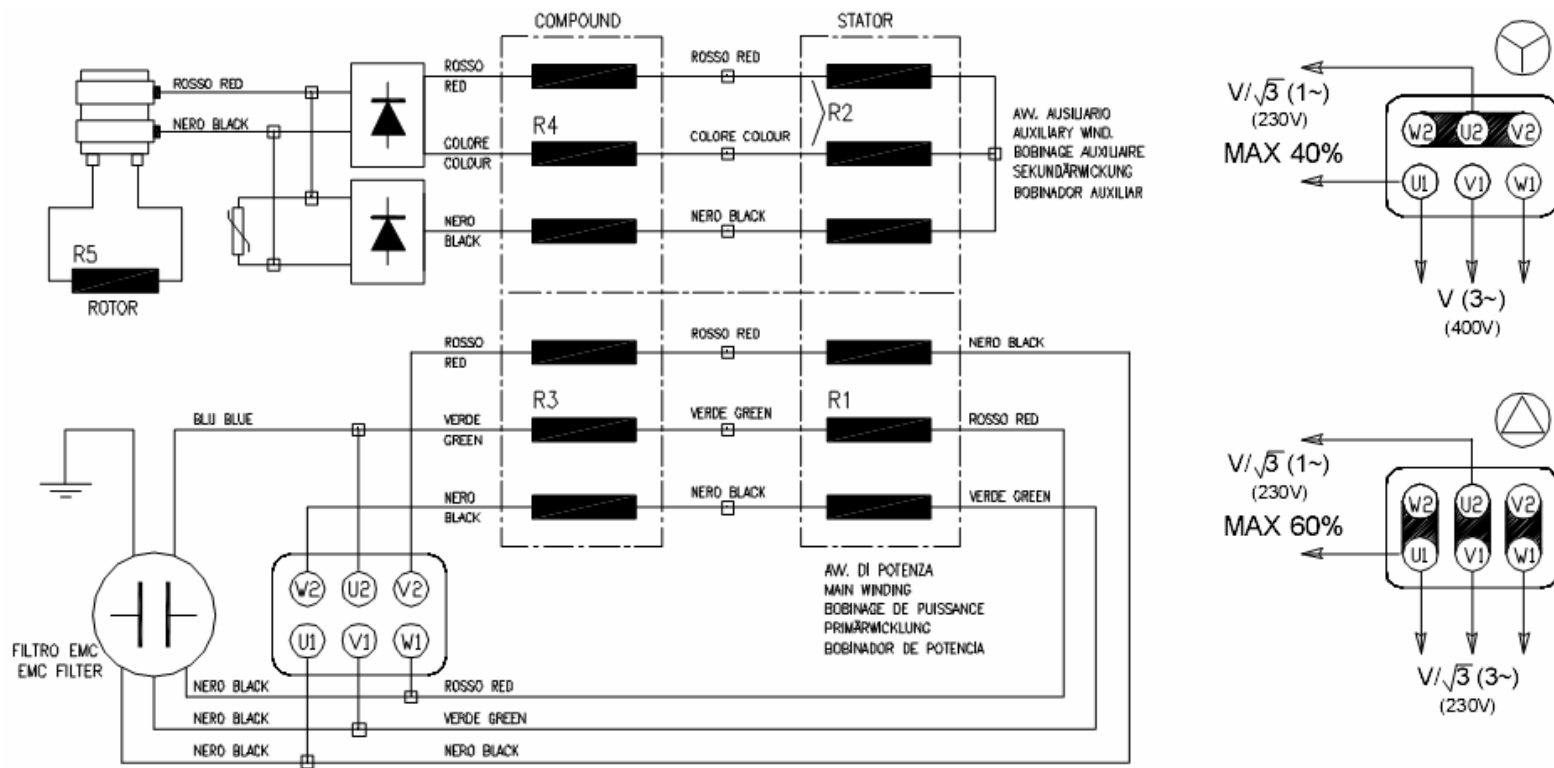 COMPOUND
STATOR
ROSSO RED
NERO BLACK
R5
ROTOR
ROSSO
RED
COLORE
COLOUR
NERO
BLACK
R4
ROSSO RED
COLORE COLOUR
NERO BLACK
R2
AVV. AUSILIARIO
AUXILIARY WIND.
BOBINAGE AUXILIAIRE
SEKUNDÄRWICKUNG
BOBINADOR AUXILIAR
ROSSO
RED
VERDE
GREEN
NERO
BLACK
R3
ROSSO RED
VERDE GREEN
NERO BLACK
R1
NERO BLACK
ROSSO RED
VERDE GREEN
BLU BLUE
AVV. DI POTENZA
MAIN WINDING
BOBINAGE DE PUISSANCE
PRIMÄRWICKLUNG
BOBINADOR DE POTENCIA
W2 U2 V2
U1 V1 W1
FILTRO EMC
EMC FILTER
NERO BLACK ROSSO RED
NERO BLACK VERDE GREEN
NERO BLACK NERO BLACK
V/√3 (1~)
(230V)
MAX 40%
W2 U2 V2
U1 V1 W1
V (3~)
(400V)
V/√3 (1~)
(230V)
MAX 60%
W2 U2 V2
U1 V1 W1
V/√3 (3~)
(230V)